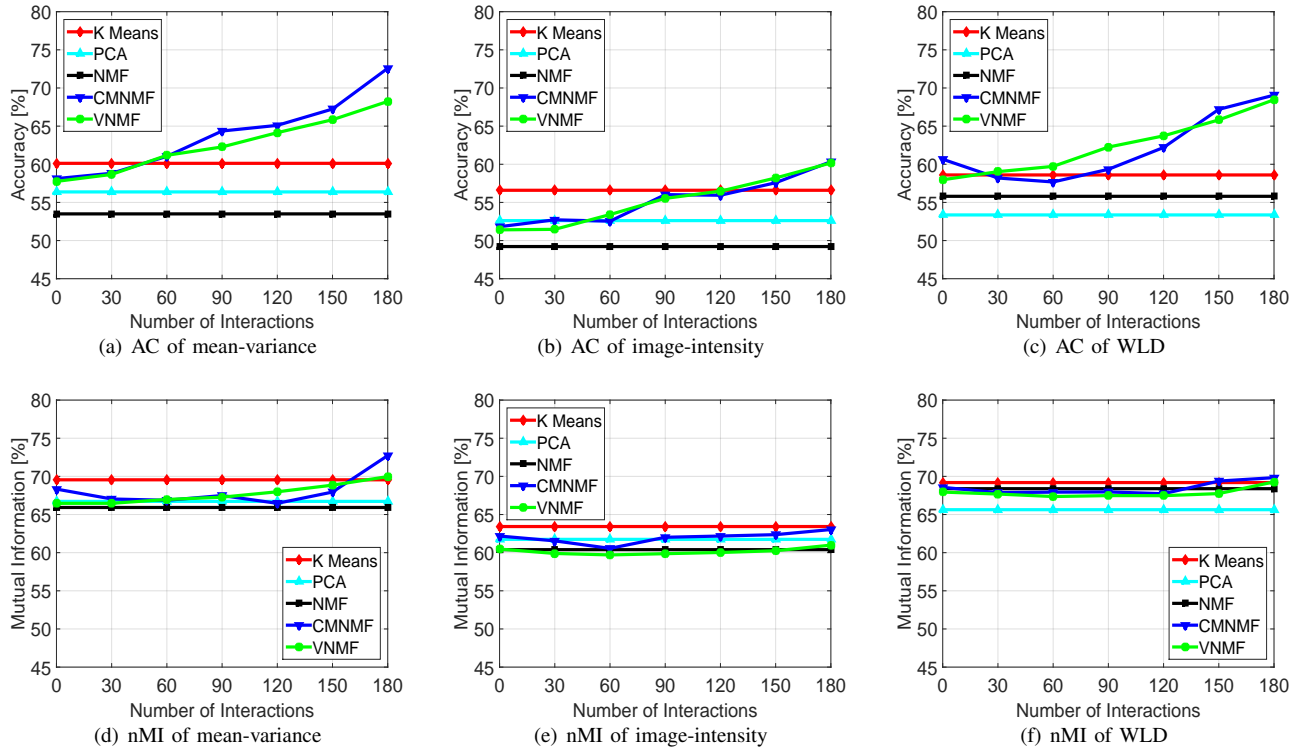 80
75
70
65
60
55
50
45
Accuracy [%]
K Means
PCA
NMF
CMNMF
VNMF
0 30 60 90 120 150 180
Number of Interactions
(a) AC of mean-variance
80
75
70
65
60
55
50
45
Accuracy [%]
K Means
PCA
NMF
CMNMF
VNMF
0 30 60 90 120 150 180
Number of Interactions
(b) AC of image-intensity
80
75
70
65
60
55
50
45
Accuracy [%]
K Means
PCA
NMF
CMNMF
VNMF
0 30 60 90 120 150 180
Number of Interactions
(c) AC of WLD
80
75
70
65
60
55
50
45
Mutual Information [%]
K Means
PCA
NMF
CMNMF
VNMF
0 30 60 90 120 150 180
Number of Interactions
(d) nMI of mean-variance
80
75
70
65
60
55
50
45
Mutual Information [%]
K Means
PCA
NMF
CMNMF
VNMF
0 30 60 90 120 150 180
Number of Interactions
(e) nMI of image-intensity
80
75
70
65
60
55
50
45
Mutual Information [%]
K Means
PCA
NMF
CMNMF
VNMF
0 30 60 90 120 150 180
Number of Interactions
(f) nMI of WLD